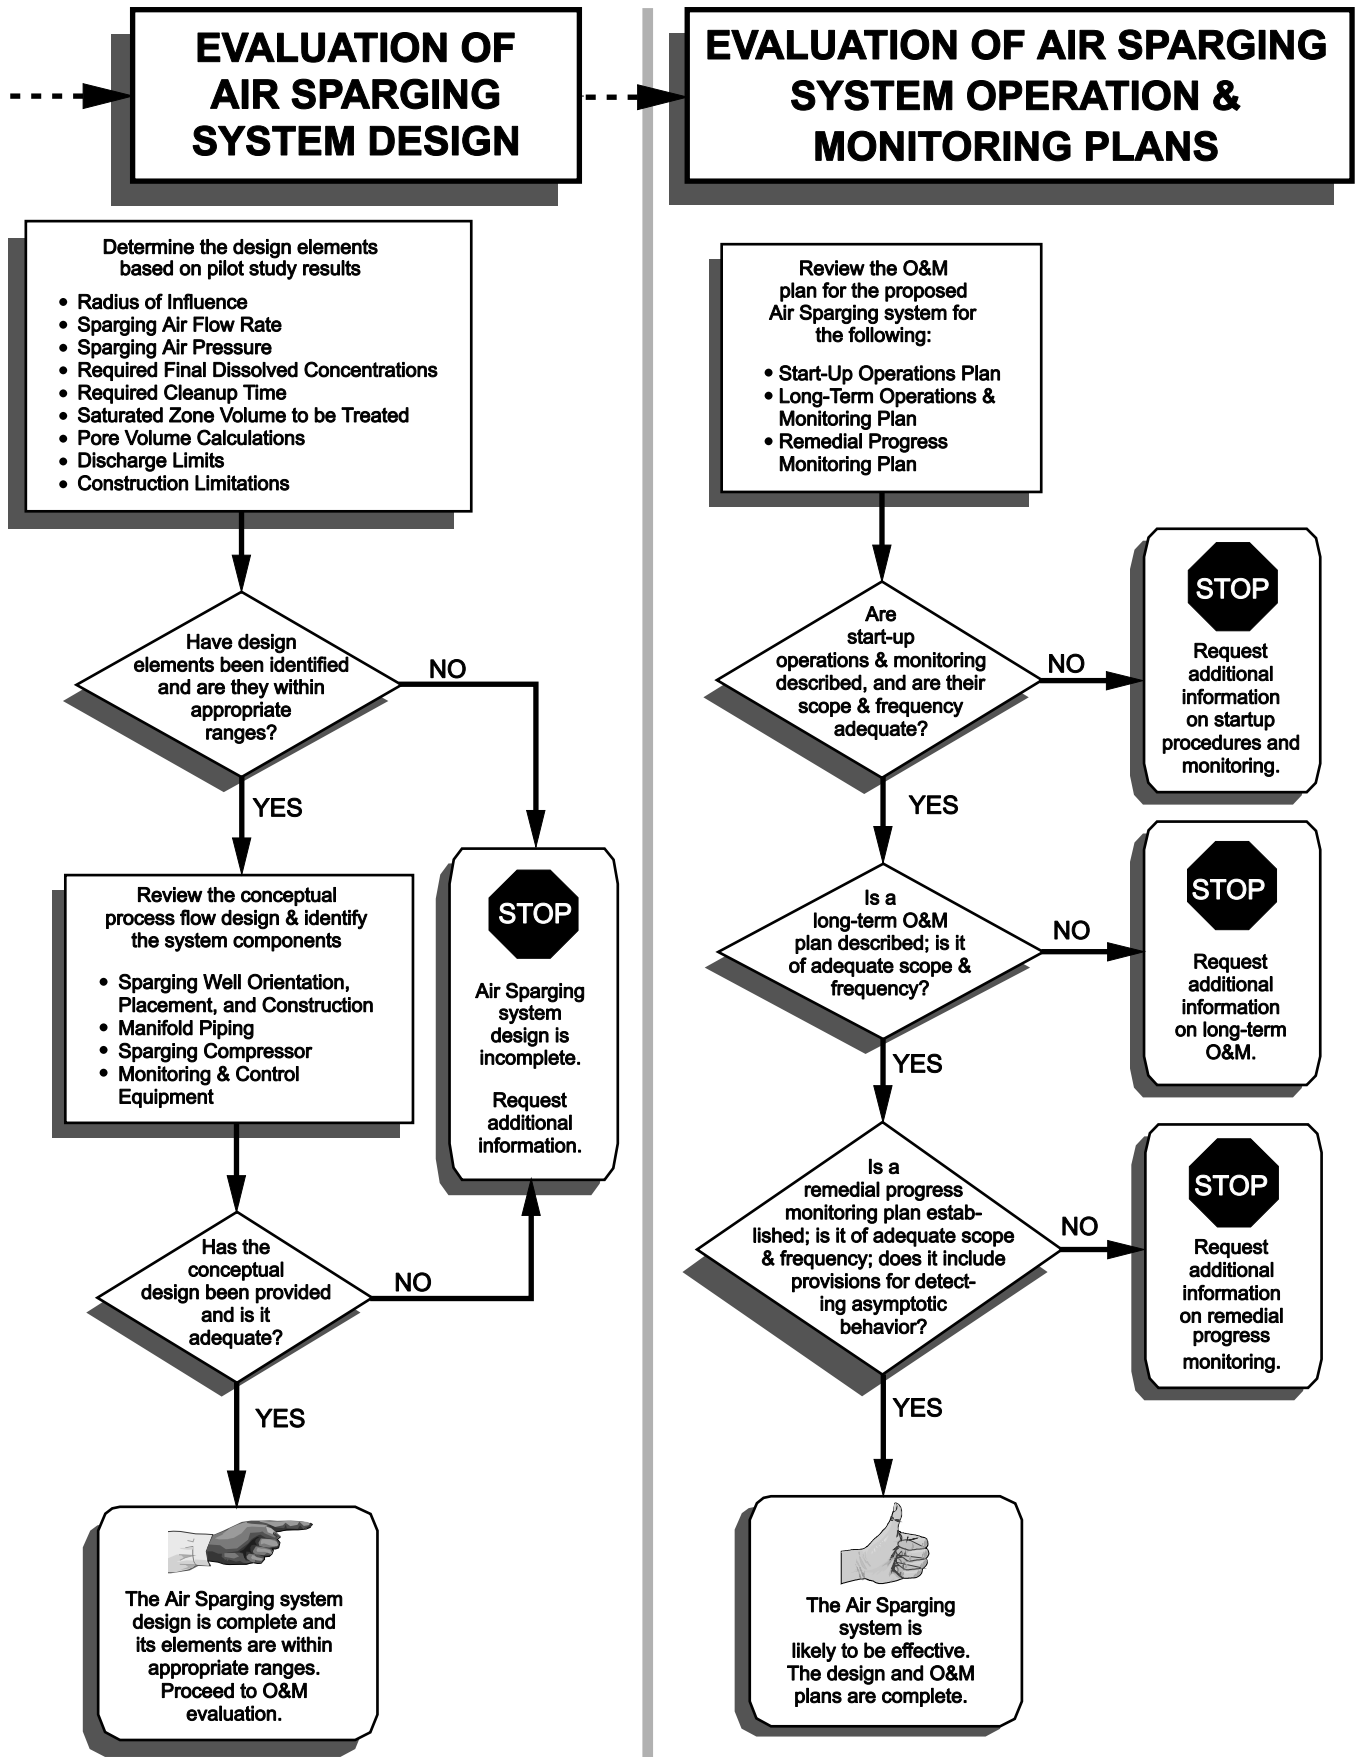 EVALUATION OF
AIR SPARGING
SYSTEM DESIGN
Determine the design elements
based on pilot study results
• Radius of Influence
• Sparging Air Flow Rate
• Sparging Air Pressure
• Required Final Dissolved Concentrations
• Required Cleanup Time
• Saturated Zone Volume to be Treated
• Pore Volume Calculations
• Discharge Limits
• Construction Limitations
Have design
elements been identified
and are they within
appropriate
ranges?
NO
YES
Review the conceptual
process flow design & identify
the system components
• Sparging Well Orientation,
Placement, and Construction
• Manifold Piping
• Sparging Compressor
• Monitoring & Control
Equipment
STOP
Air Sparging
system
design is
incomplete.
Request
additional
information.
Has the
conceptual
design been provided
and is it
adequate?
NO
YES
The Air Sparging system
design is complete and
its elements are within
appropriate ranges.
Proceed to O&M
evaluation.
EVALUATION OF AIR SPARGING
SYSTEM OPERATION &
MONITORING PLANS
Review the O&M
plan for the proposed
Air Sparging system for
the following:
• Start-Up Operations Plan
• Long-Term Operations &
Monitoring Plan
• Remedial Progress
Monitoring Plan
Are
start-up
operations & monitoring
described, and are their
scope & frequency
adequate?
NO
STOP
Request
additional
information
on startup
procedures and
monitoring.
YES
Is a
long-term O&M
plan described; is it
of adequate scope &
frequency?
NO
STOP
Request
additional
information
on long-term
O&M.
YES
Is a
remedial progress
monitoring plan estab-
lished; is it of adequate scope
& frequency; does it include
provisions for detect-
ing asymptotic
behavior?
NO
STOP
Request
additional
information
on remedial
progress
monitoring.
YES
The Air Sparging
system is
likely to be effective.
The design and O&M
plans are complete.